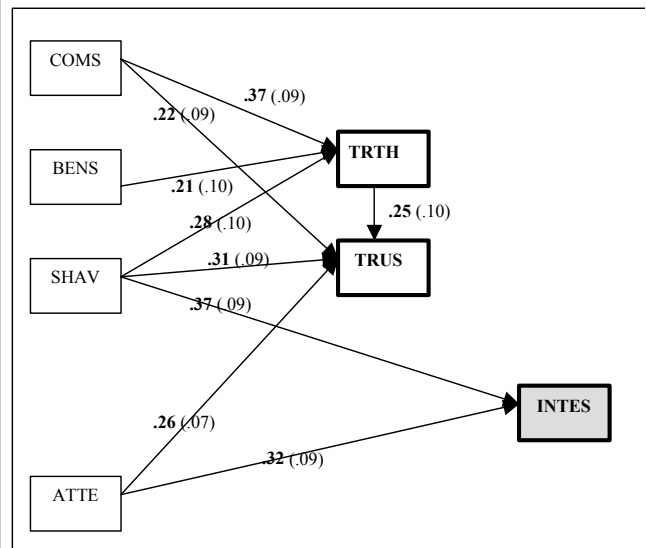 COMS
.37 (.09)
.22 (.09)
TRTH
BENS
.21 (.10)
.28 (.10)
.25 (.10)
TRUS
SHAV
.31 (.09)
.37 (.09)
INTES
.26 (.07)
.32 (.09)
ATTE